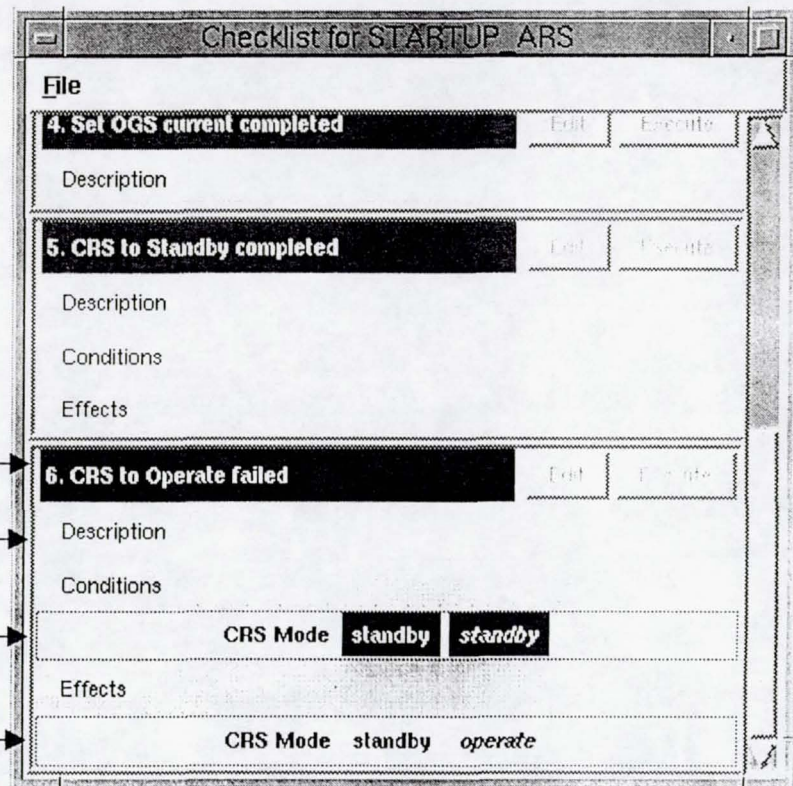 Checklist for STARTUP_ARS
File
4. Set OGS current completed Edit Execute
Description
5. CRS to Standby completed Edit Execute
Description
Conditions
Effects
6. CRS to Operate failed Edit Execute
Description
Conditions
CRS Mode standby standby
Effects
CRS Mode standby operate